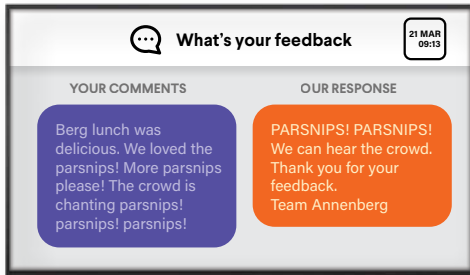 What's your feedback
21 MAR
09:13
YOUR COMMENTS
Berg lunch was
delicious. We loved the
parsnips! More parsnips
please! The crowd is
chanting parsnips!
parsnips! parsnips!
OUR RESPONSE
PARSNIPS! PARSNIPS!
We can hear the crowd.
Thank you for your
feedback.
Team Annenberg